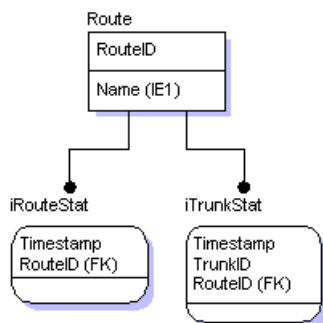 Route
RouteID
Name (IE1)
iRouteStat
Timestamp
RouteID (FK)
iTrunkStat
Timestamp
TrunkID
RouteID (FK)